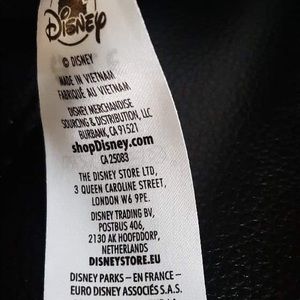 Disney
© DISNEY
MADE IN VIETNAM
FABRIQUÉ AU VIETNAM
DISNEY MERCHANDISE
SOURCING & DISTRIBUTION, LLC
BURBANK, CA 91521
shopDisney.com
CA 25083
THE DISNEY STORE LTD,
3 QUEEN CAROLINE STREET,
LONDON W6 9PE.
DISNEY TRADING BV,
POSTBUS 406,
2130 AK HOOFDDORP,
NETHERLANDS
DISNEYSTORE.EU
DISNEY PARKS – EN FRANCE –
EURO DISNEY ASSOCIÉS S.A.S.